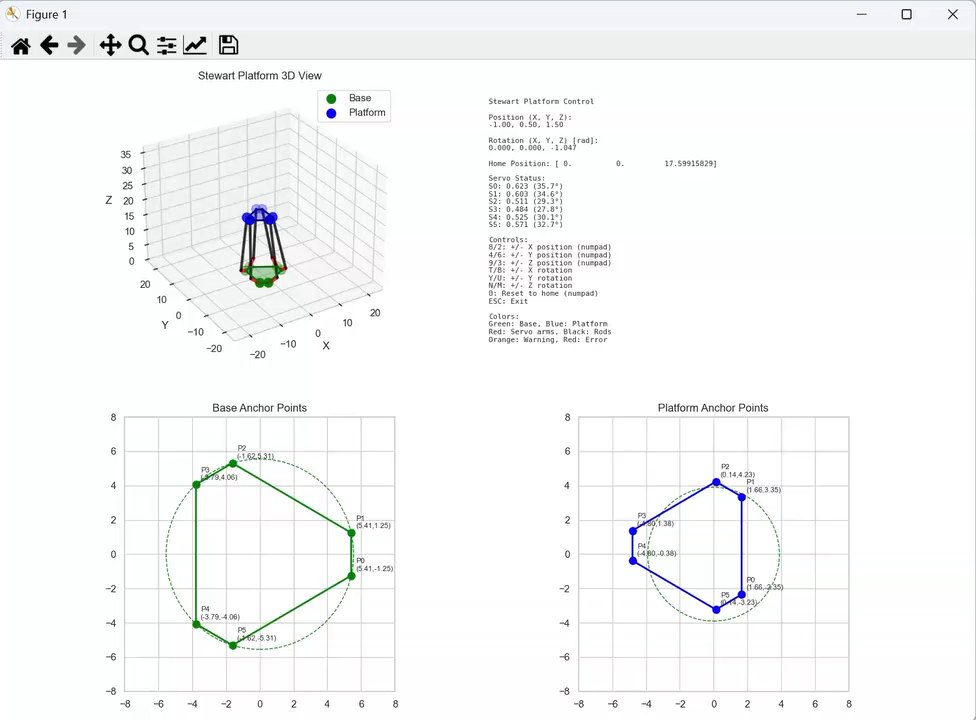 Figure 1
Stewart Platform 3D View
Base
Platform
35
30
25
20
15
10
5
0
Z
20
10
0
−10
−20
Y
−20
−10
0
10
20
X
Stewart Platform Control
Position (X, Y, Z):
-1.00, 0.50, 1.50
Rotation (X, Y, Z) [rad]:
0.000, 0.000, -1.047
Home Position: [ 0. 0. 17.59915829]
Servo Status:
S0: 0.623 (35.7°)
S1: 0.603 (34.6°)
S2: 0.511 (29.3°)
S3: 0.484 (27.8°)
S4: 0.525 (30.1°)
S5: 0.571 (32.7°)
Controls:
8/2: +/- X position (numpad)
4/6: +/- Y position (numpad)
9/3: +/- Z position (numpad)
T/B: +/- X rotation
Y/U: +/- Y rotation
N/M: +/- Z rotation
0: Reset to home (numpad)
ESC: Exit
Colors:
Green: Base, Blue: Platform
Red: Servo arms, Black: Rods
Orange: Warning, Red: Error
Base Anchor Points
8
6
4
2
0
−2
−4
−6
−8
−8 −6 −4 −2 0 2 4 6 8
P2
(-1.62,5.31)
P3
(-3.79,4.06)
P1
(5.41,1.25)
P0
(5.41,-1.25)
P4
(-3.79,-4.06)
P5
(-1.62,-5.31)
Platform Anchor Points
8
6
4
2
0
−2
−4
−6
−8
−8 −6 −4 −2 0 2 4 6 8
P2
(0.14,4.23)
P1
(1.66,3.35)
P3
(-4.80,1.38)
P4
(-4.80,-0.38)
P0
(1.66,-2.35)
P5
(0.14,-3.23)